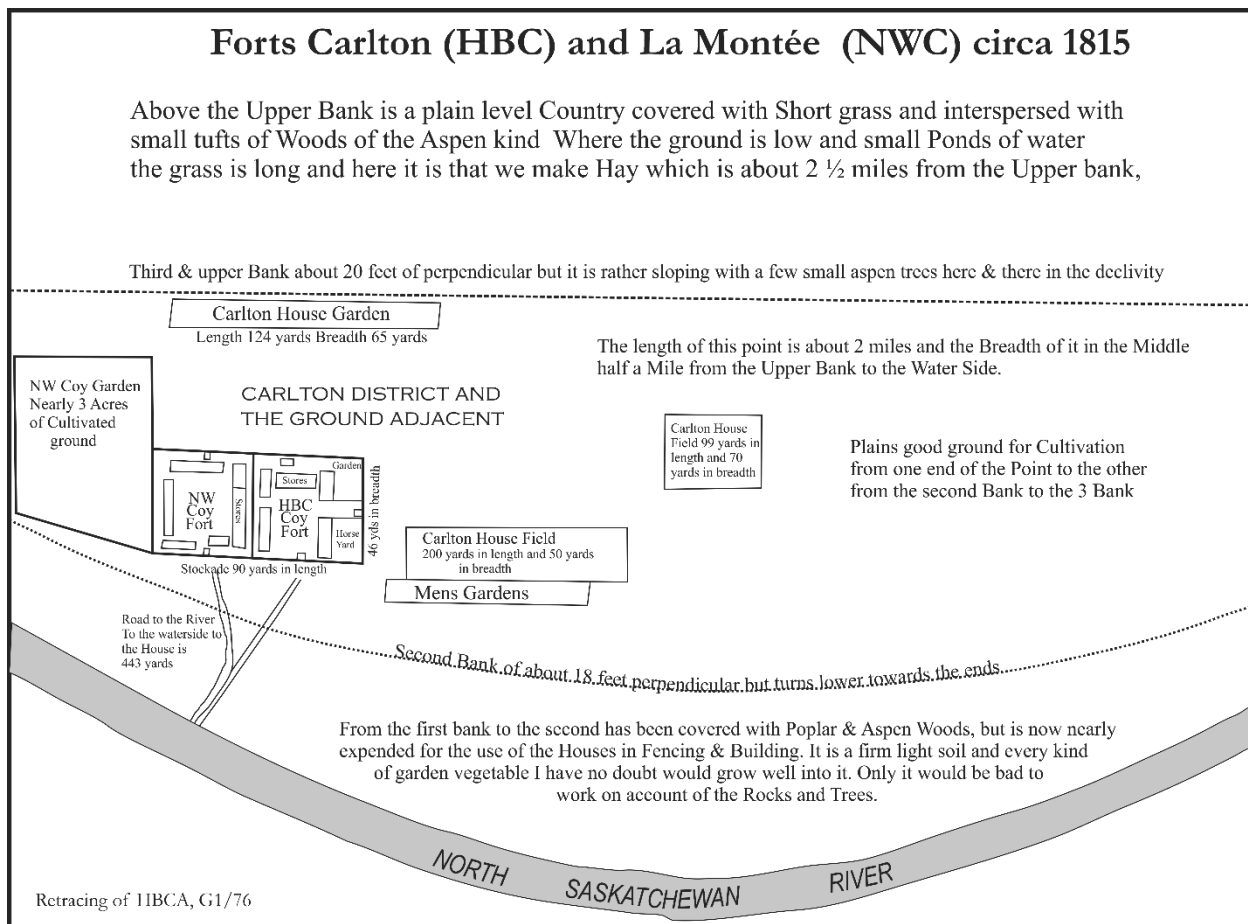 Forts Carlton (HBC) and La Montée (NWC) circa 1815
Above the Upper Bank is a plain level Country covered with Short grass and interspersed with
small tufts of Woods of the Aspen kind Where the ground is low and small Ponds of water
the grass is long and here it is that we make Hay which is about 2 ½ miles from the Upper bank,
Third & upper Bank about 20 feet of perpendicular but it is rather sloping with a few small aspen trees here & there in the declivity
Carlton House Garden
Length 124 yards Breadth 65 yards
The length of this point is about 2 miles and the Breadth of it in the Middle
half a Mile from the Upper Bank to the Water Side.
NW Coy Garden
Nearly 3 Acres
of Cultivated
ground
CARLTON DISTRICT AND
THE GROUND ADJACENT
Carlton House
Field 99 yards in
length and 70
yards in breadth
Plains good ground for Cultivation
from one end of the Point to the other
from the second Bank to the 3 Bank
NW
Coy
Fort
Stores
Garden
Stores
HBC
Coy
Fort
Horse
Yard
46 yds in breadth
Stockade 90 yards in length
Carlton House Field
200 yards in length and 50 yards
in breadth
Mens Gardens
Road to the River
To the waterside to
the House is
443 yards
Second Bank of about 18 feet perpendicular but turns lower towards the ends
From the first bank to the second has been covered with Poplar & Aspen Woods, but is now nearly
expended for the use of the Houses in Fencing & Building. It is a firm light soil and every kind
of garden vegetable I have no doubt would grow well into it. Only it would be bad to
work on account of the Rocks and Trees.
NORTH SASKATCHEWAN RIVER
Retracing of HBCA, G1/76